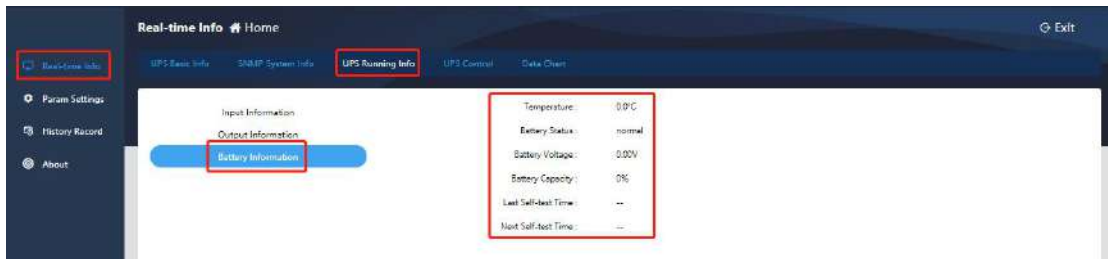 Real-time Info Home
Exit
Real-time Info
Param Settings
History Record
About
UPS Basic Info
SNMP System Info
UPS Running Info
UPS Control
Data Chart
Input Information
Output Information
Battery Information
Temperature : 0.0°C
Battery Status : normal
Battery Voltage : 0.00V
Battery Capacity : 0%
Last Self-test Time : --
Next Self-test Time : --